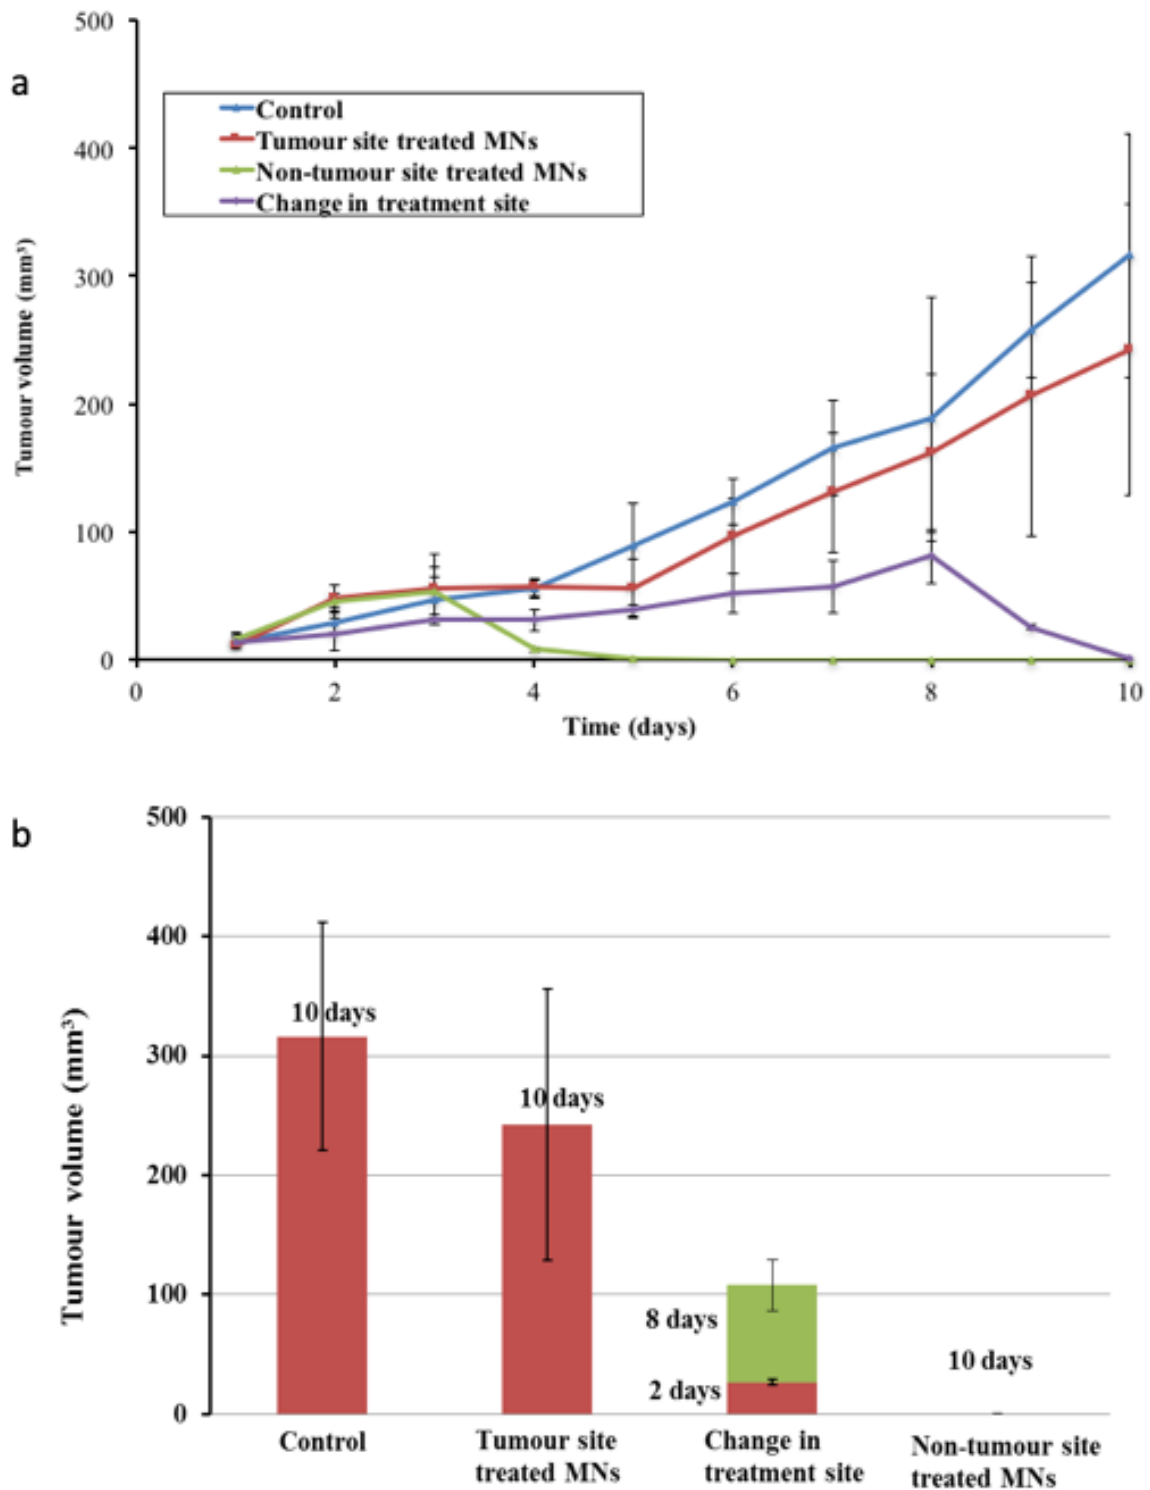 a
500
400
300
200
100
0
Tumour volume (mm³)
Control
Tumour site treated MNs
Non-tumour site treated MNs
Change in treatment site
0 2 4 6 8 10
Time (days)
b
500
400
300
200
100
0
Tumour volume (mm³)
10 days
10 days
8 days
2 days
10 days
Control
Tumour site
treated MNs
Change in
treatment site
Non-tumour site
treated MNs